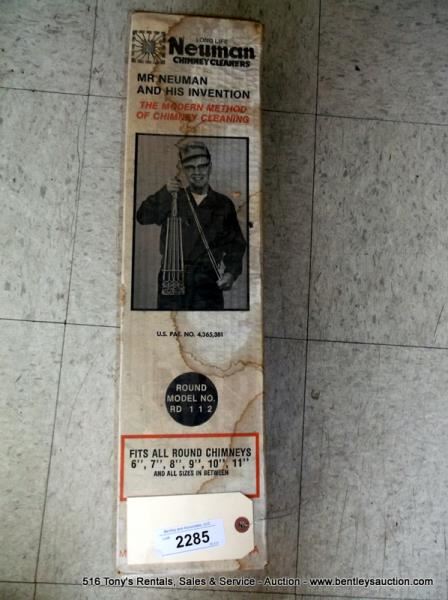 LONG LIFE
Neuman
CHIMNEY CLEANERS
MR NEUMAN
AND HIS INVENTION
THE MODERN METHOD
OF CHIMNEY CLEANING
U.S. PAE. NO. 4,365,381
ROUND
MODEL NO.
RD 112
FITS ALL ROUND CHIMNEYS
6", 7", 8", 9", 10", 11"
AND ALL SIZES IN BETWEEN
2285
516 Tony's Rentals, Sales & Service - Auction - www.bentleysauction.com